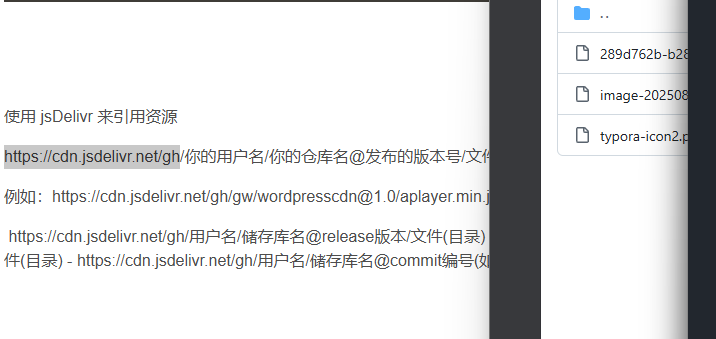 使用 jsDelivr 来引用资源
https://cdn.jsdelivr.net/gh/你的用户名/你的仓库名@发布的版本号/文件
例如：https://cdn.jsdelivr.net/gh/gw/wordpresscdn@1.0/aplayer.min.j
https://cdn.jsdelivr.net/gh/用户名/储存库名@release版本/文件(目录)
件(目录) - https://cdn.jsdelivr.net/gh/用户名/储存库名@commit编号(如
..
289d762b-b28
image-202508
typora-icon2.p